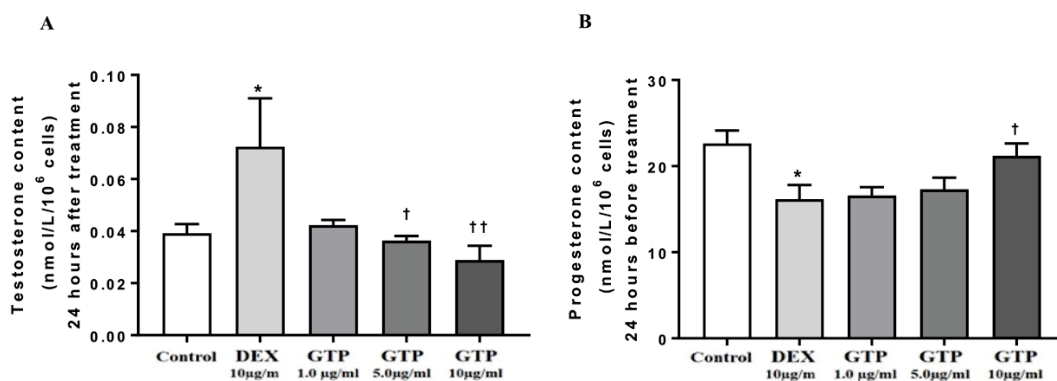 A
Testosterone content
(nmol/L/10⁶ cells)
24 hours after treatment
0.10
0.08
0.06
0.04
0.02
0.00
*
†
††
Control
DEX
10µg/m
GTP
1.0 µg/ml
GTP
5.0µg/ml
GTP
10µg/ml
B
Progesterone content
(nmol/L/10⁶ cells)
24 hours before treatment
30
20
10
0
*
†
Control
DEX
10µg/m
GTP
1.0 µg/ml
GTP
5.0µg/ml
GTP
10µg/ml